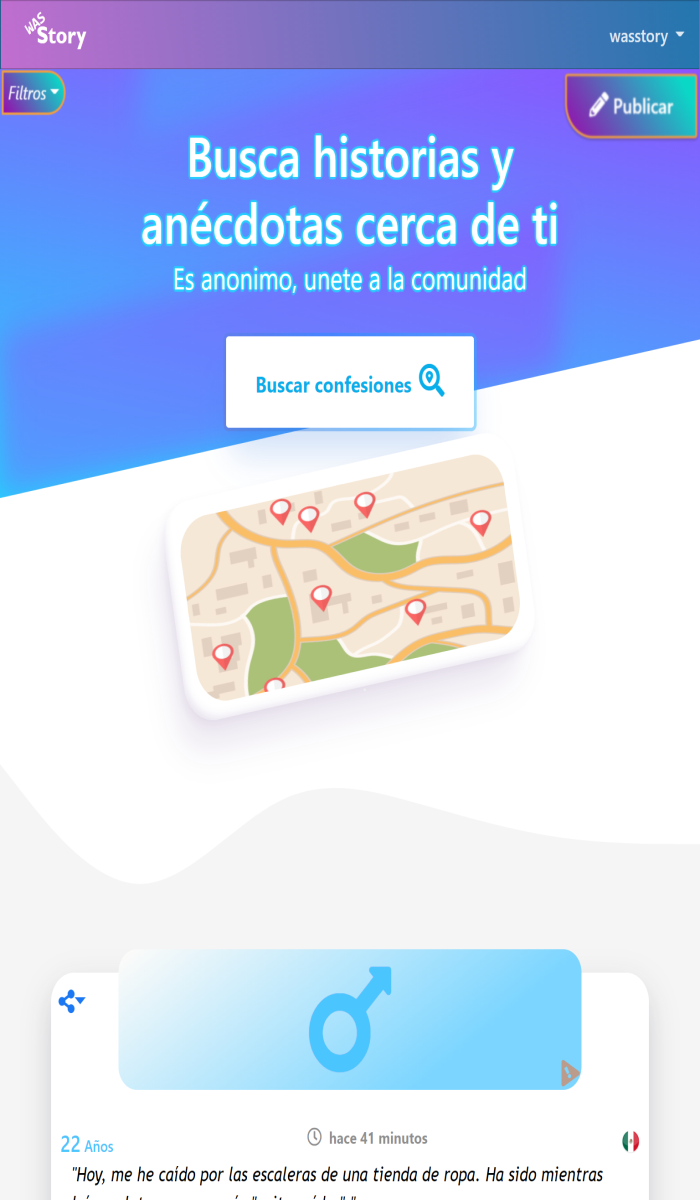 WAS
Story
wasstory
Filtros
Publicar
Busca historias y
anécdotas cerca de ti
Es anonimo, unete a la comunidad
Buscar confesiones
22 Años
hace 41 minutos
"Hoy, me he caído por las escaleras de una tienda de ropa. Ha sido mientras